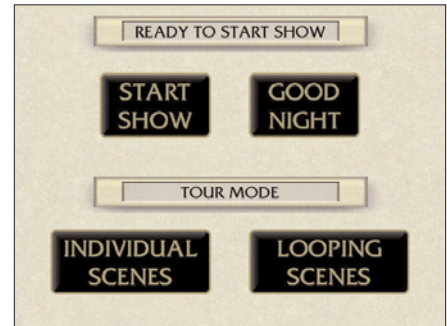 READY TO START SHOW
START
SHOW
GOOD
NIGHT
TOUR MODE
INDIVIDUAL
SCENES
LOOPING
SCENES